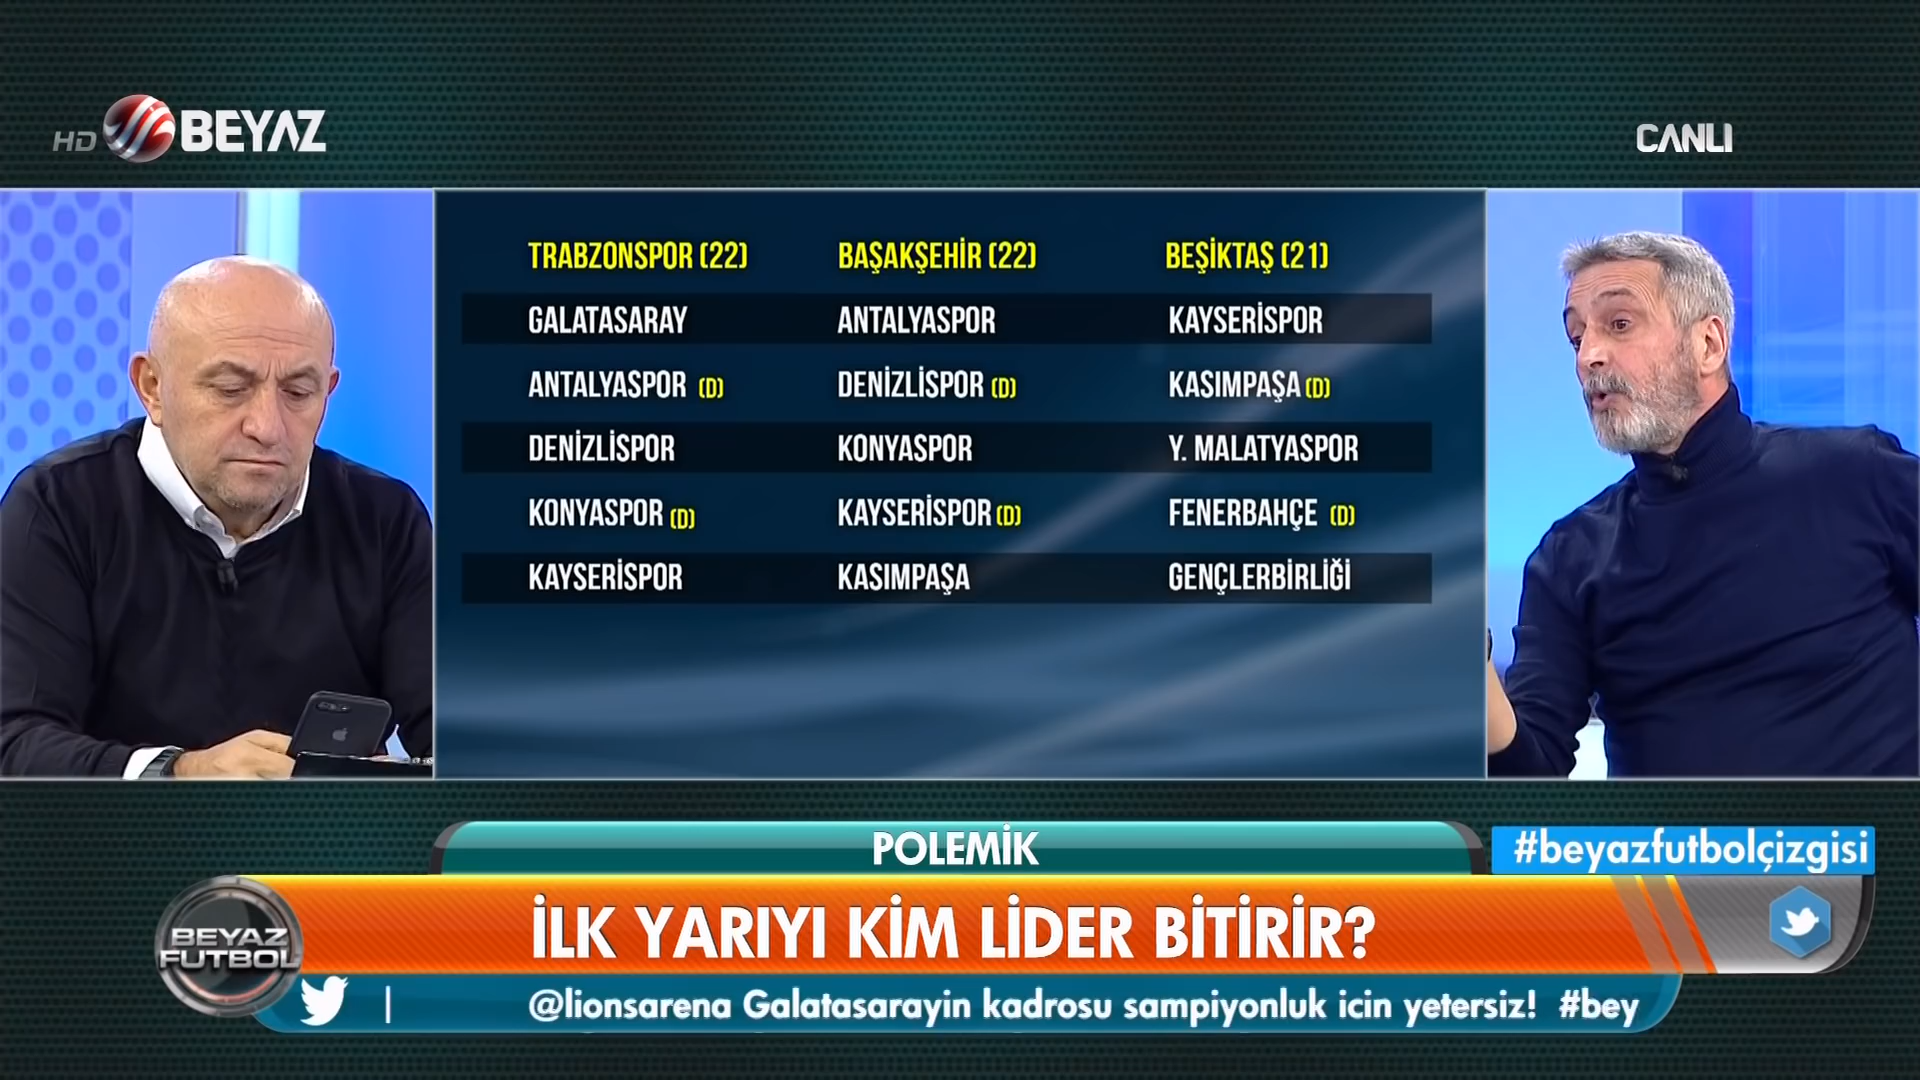 HD BEYAZ
CANLI
TRABZONSPOR (22) BAŞAKŞEHİR (22) BEŞİKTAŞ (21)
GALATASARAY ANTALYASPOR KAYSERİSPOR
ANTALYASPOR (D) DENİZLİSPOR (D) KASIMPAŞA (D)
DENİZLİSPOR KONYASPOR Y. MALATYASPOR
KONYASPOR (D) KAYSERİSPOR (D) FENERBAHÇE (D)
KAYSERİSPOR KASIMPAŞA GENÇLERBİRLİĞİ
POLEMİK
#beyazfutbolçizgisi
BEYAZ
FUTBOL
İLK YARIYI KİM LİDER BİTİRİR?
@lionsarena Galatasarayin kadrosu sampiyonluk icin yetersiz! #bey